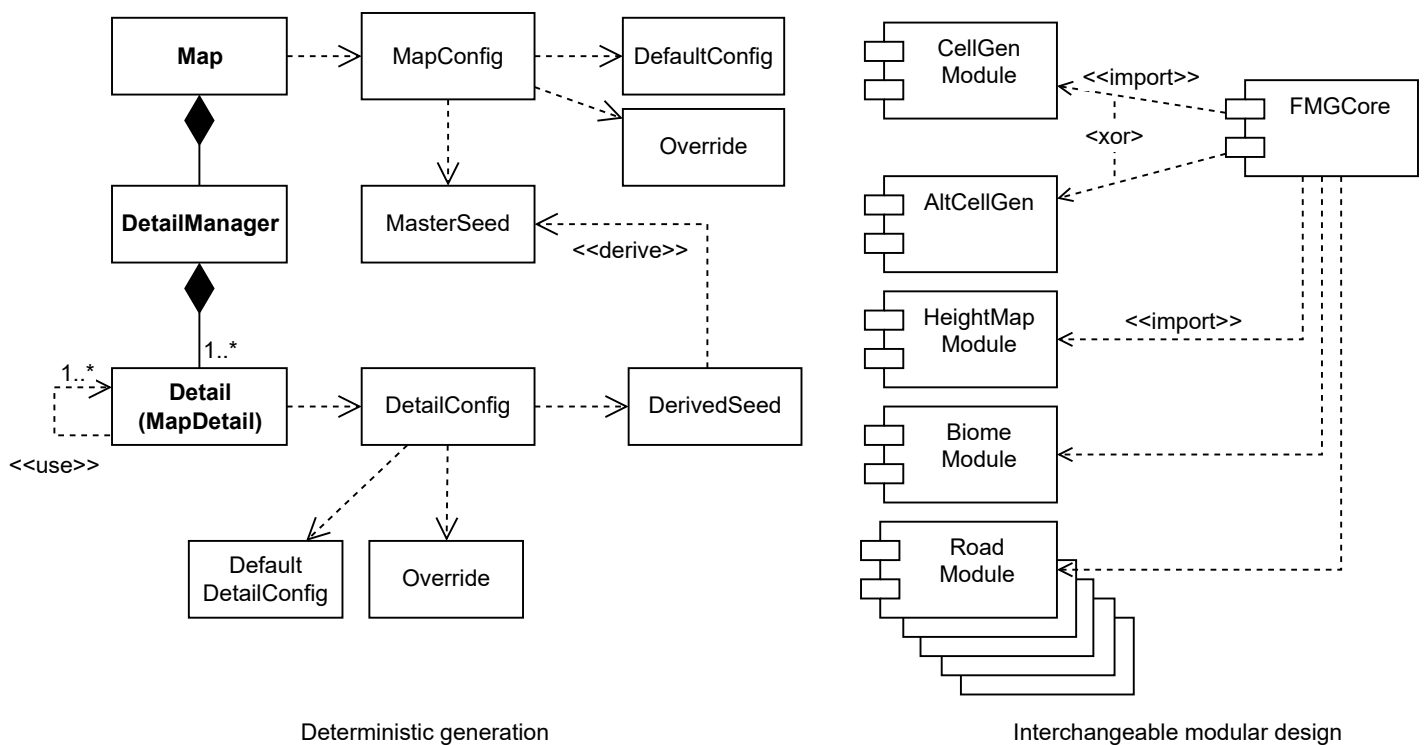 Map
MapConfig
DefaultConfig
Override
DetailManager
MasterSeed
<<derive>>
1..*
1..*
Detail
(MapDetail)
<<use>>
DetailConfig
DerivedSeed
Default
DetailConfig
Override
Deterministic generation
CellGen
Module
<<import>>
FMGCore
<xor>
AltCellGen
HeightMap
Module
<<import>>
Biome
Module
Road
Module
Interchangeable modular design